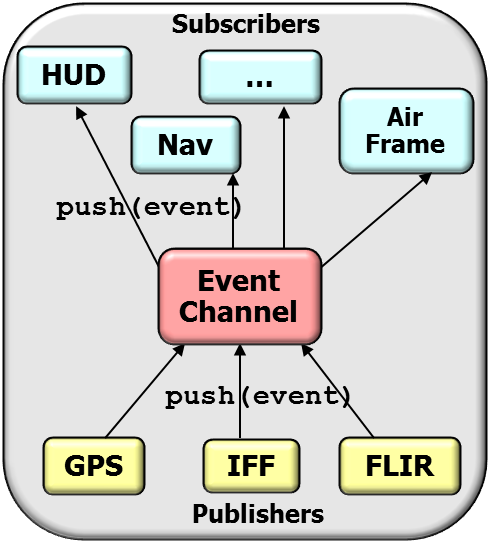 Subscribers
HUD
...
Nav
Air
Frame
push(event)
Event
Channel
push(event)
GPS
IFF
FLIR
Publishers